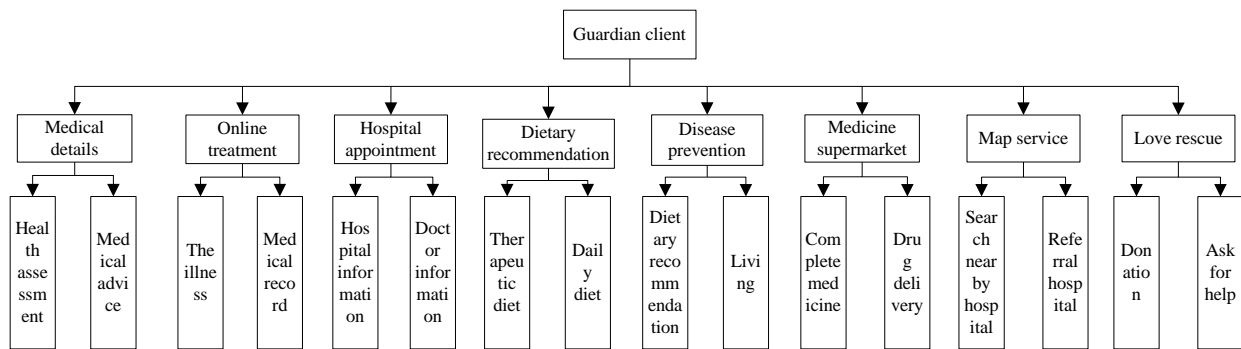 Guardian client
Medical
details
Online
treatment
Hospital
appointment
Dietary
recommendation
Disease
prevention
Medicine
supermarket
Map service
Love rescue
Heal
th
asse
ssm
ent
Med
ical
advi
ce
The
illne
ss
Med
ical
reco
rd
Hos
pital
infor
mati
on
Doct
or
infor
mati
on
Ther
apeu
tic
diet
Dail
y
diet
Diet
ary
reco
mm
enda
tion
Livi
ng
Com
plete
med
icine
Dru
g
deli
very
Sear
ch
near
by
hos
pital
Refe
rral
hos
pital
Don
atio
n
Ask
for
help